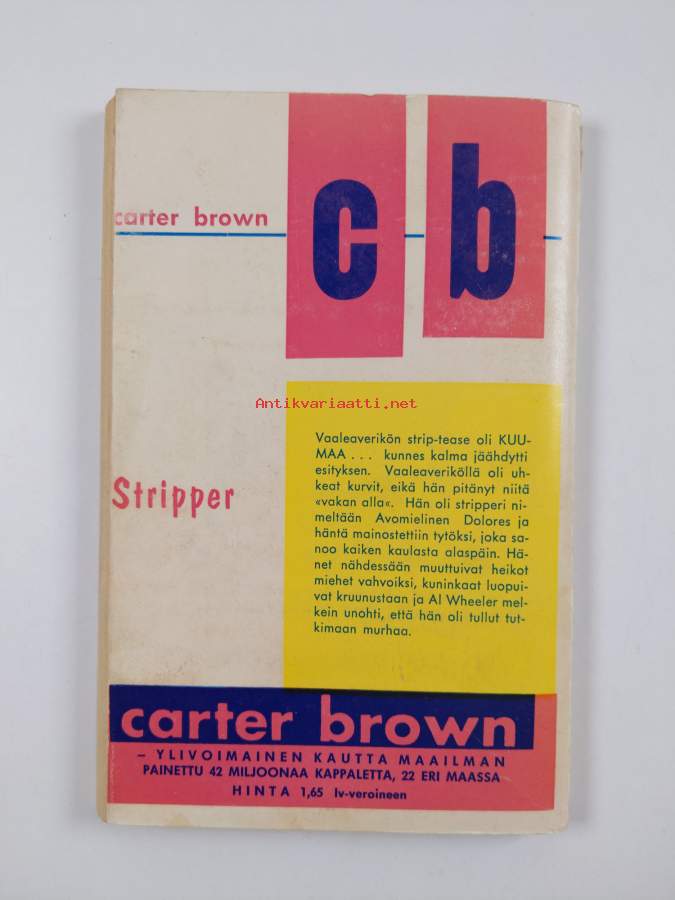 c b
carter brown
Antikvariaatti.net
Vaaleaverikön strip-tease oli KUU-
MAA . . . kunnes kalma jäähdytti
esityksen. Vaaleaveriköllä oli uh-
keat kurvit, eikä hän pitänyt niitä
«vakan alla«. Hän oli stripperi ni-
meltään Avomielinen Dolores ja
häntä mainostettiin tytöksi, joka sa-
noo kaiken kaulasta alaspäin. Hä-
net nähdessään muuttuivat heikot
miehet vahvoiksi, kuninkaat luopui-
vat kruunustaan ja Al Wheeler mel-
kein unohti, että hän oli tullut tut-
kimaan murhaa.
Stripper
carter brown
– YLIVOIMAINEN KAUTTA MAAILMAN
PAINETTU 42 MILJOONAA KAPPALETTA, 22 ERI MAASSA
HINTA 1,65 lv-veroineen